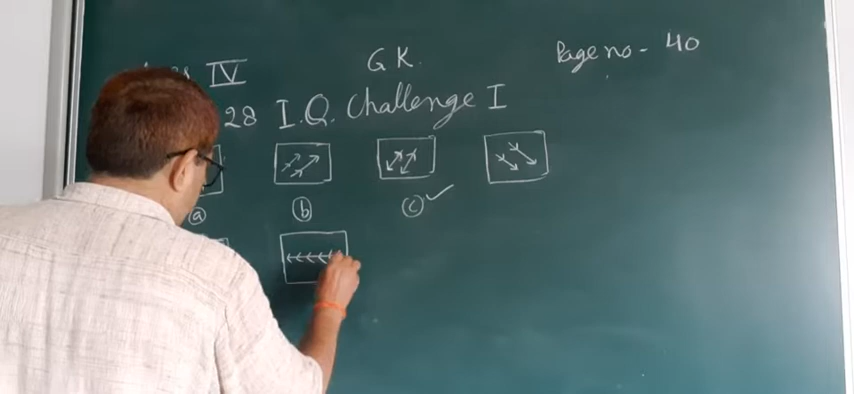 IV
G K.
Page no - 40
28 I.Q. Challenge I
a b c ✓